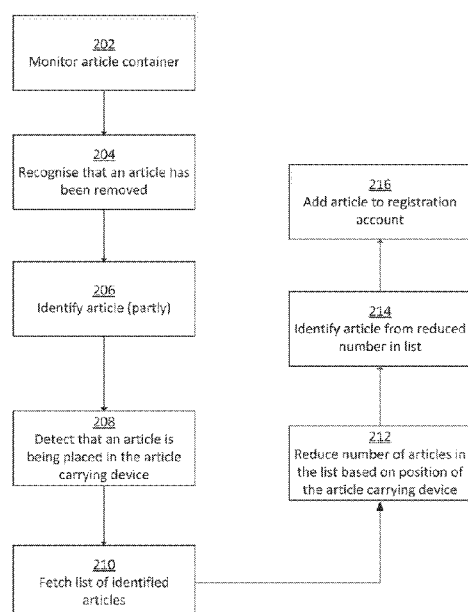 202
Monitor article container
204
Recognise that an article has
been removed
206
Identify article (partly)
208
Detect that an article is
being placed in the article
carrying device
210
Fetch list of identified
articles
212
Reduce number of articles in
the list based on position of
the article carrying device
214
Identify article from reduced
number in list
216
Add article to registration
account